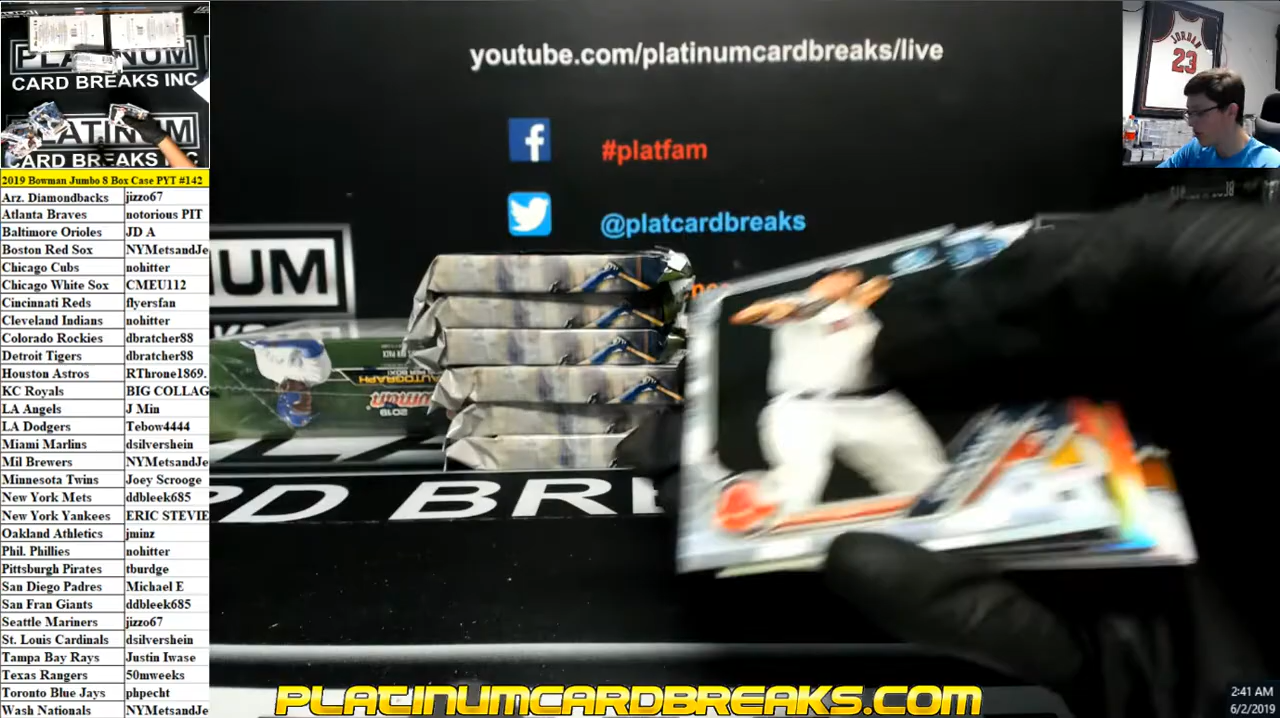 PLATINUM
CARD BREAKS INC
PLATINUM
CARD BREAKS INC
youtube.com/platinumcardbreaks/live
#platfam
@platcardbreaks
JORDAN
23
2019 Bowman Jumbo 8 Box Case PYT #142
Arz. Diamondbacks jizzo67
Atlanta Braves notorious PIT
Baltimore Orioles JD A
Boston Red Sox NYMetsandJe
Chicago Cubs nohitter
Chicago White Sox CMEU112
Cincinnati Reds flyersfan
Cleveland Indians nohitter
Colorado Rockies dbratcher88
Detroit Tigers dbratcher88
Houston Astros RThrone1869.
KC Royals BIG COLLAG
LA Angels J Min
LA Dodgers Tebow4444
Miami Marlins dsilvershein
Mil Brewers NYMetsandJe
Minnesota Twins Joey Scrooge
New York Mets ddbleek685
New York Yankees ERIC STEVIE
Oakland Athletics jminz
Phil. Phillies nohitter
Pittsburgh Pirates tburdge
San Diego Padres Michael E
San Fran Giants ddbleek685
Seattle Mariners jizzo67
St. Louis Cardinals dsilvershein
Tampa Bay Rays Justin Iwase
Texas Rangers 50mweeks
Toronto Blue Jays phpecht
Wash Nationals NYMetsandJe
NUM
AUTOGRAPH
2019
RD BRE
PLATINUMCARDBREAKS.COM
2:41 AM
6/2/2019